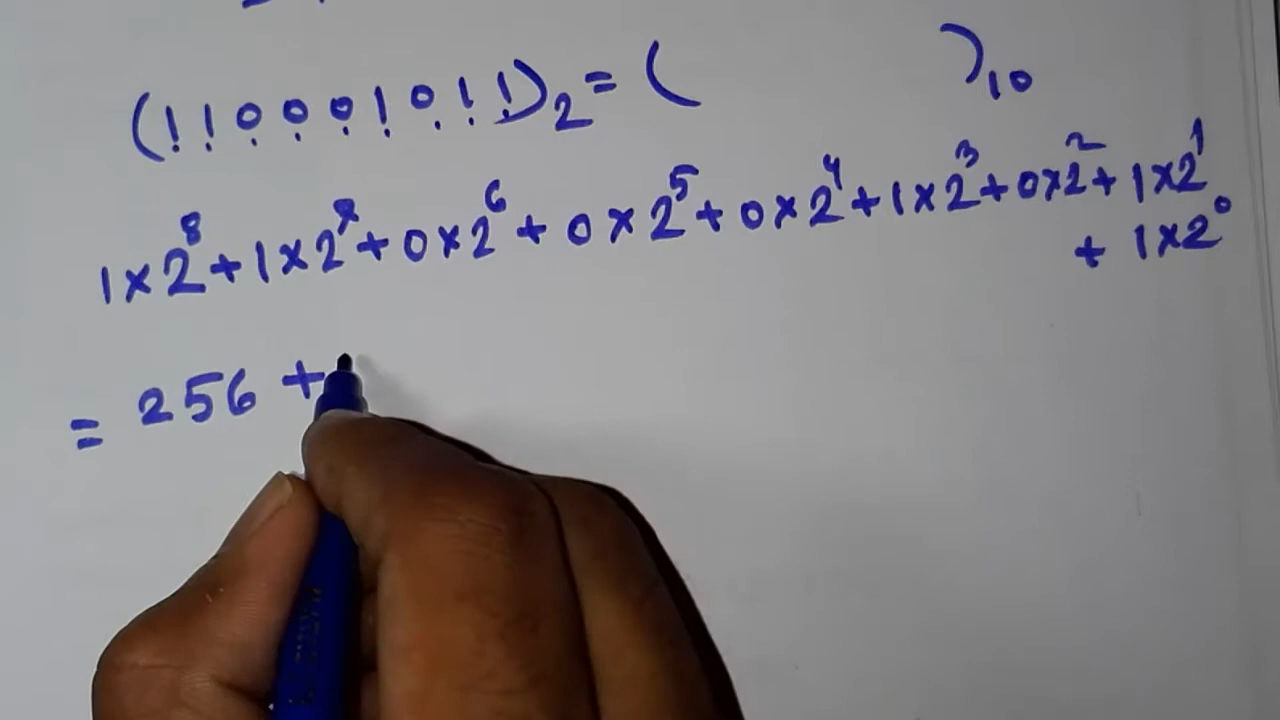 (110001011)₂ = ( )₁₀
1×2⁸ + 1×2⁷ + 0×2⁶ + 0×2⁵ + 0×2⁴ + 1×2³ + 0×2² + 1×2¹
+ 1×2⁰
= 256 +